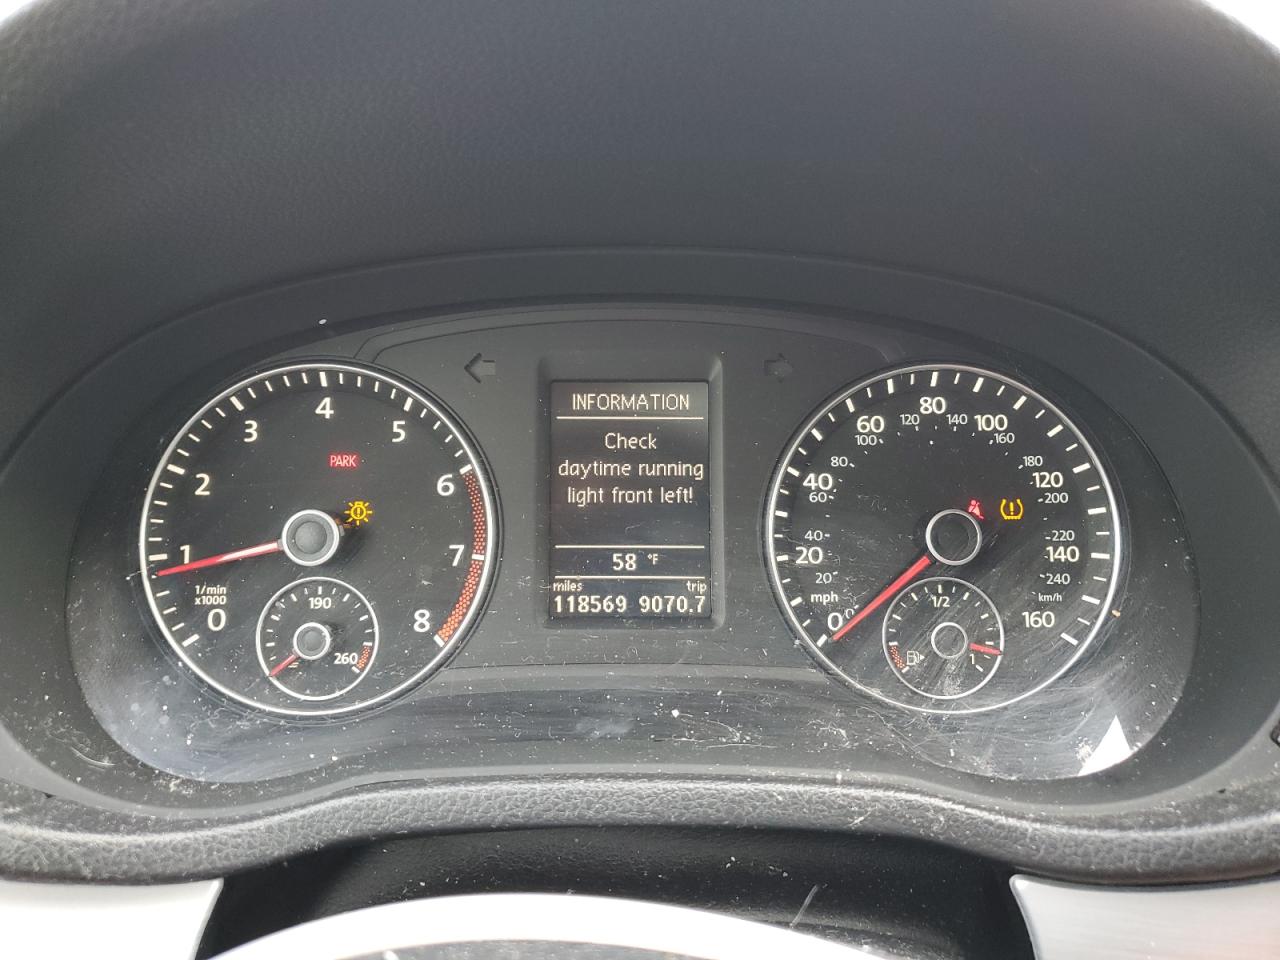 INFORMATION
Check
daytime running
light front left!
58 °F
miles trip
118569 9070.7
PARK
0 1 2 3 4 5 6 7 8
1/min
x1000
190
260
0 20 40 60 80 100 120 140 160
mph
0 20 40 60 80 100 120 140 160 180 200 220 240
km/h
1/2
1